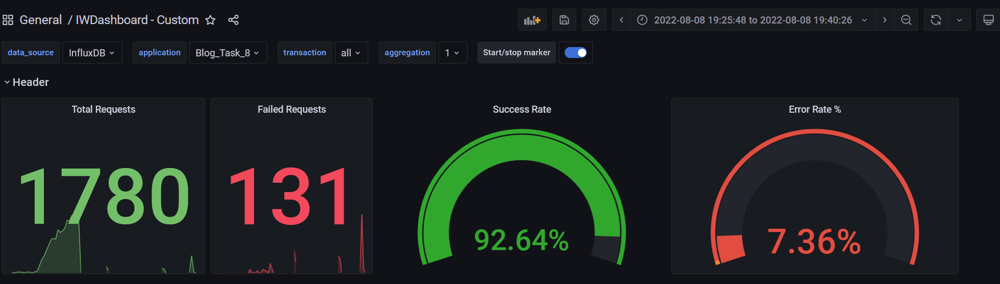 General / IWDashboard - Custom
2022-08-08 19:25:48 to 2022-08-08 19:40:26
data_source InfluxDB application Blog_Task_8 transaction all aggregation 1 Start/stop marker
Header
Total Requests
1780
Failed Requests
131
Success Rate
92.64%
Error Rate %
7.36%